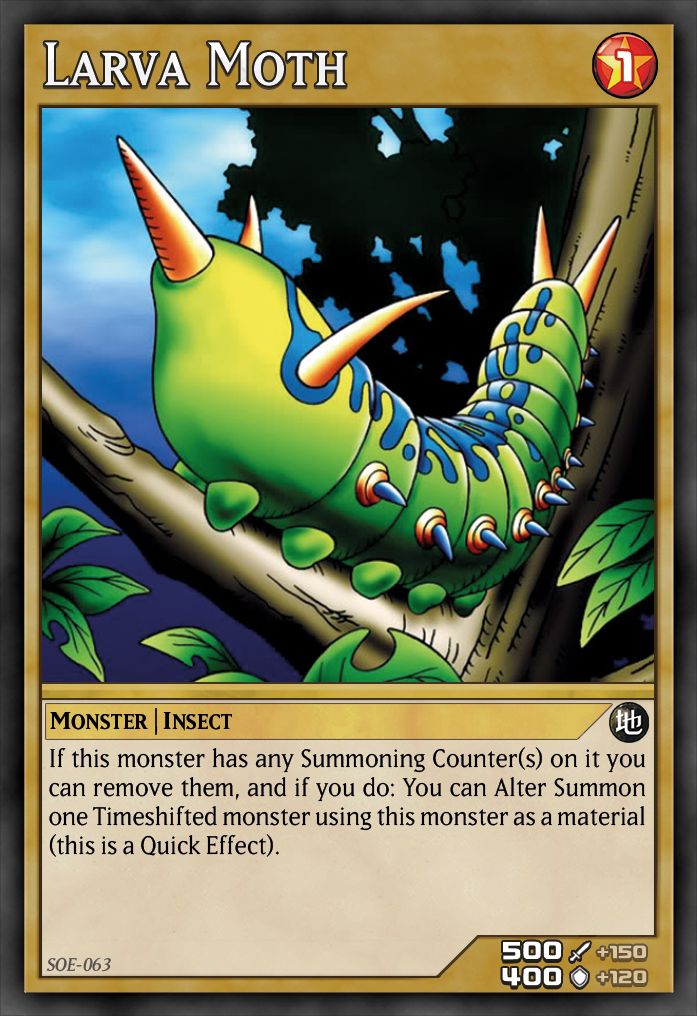 LARVA MOTH
1
MONSTER | INSECT
地
If this monster has any Summoning Counter(s) on it you
can remove them, and if you do: You can Alter Summon
one Timeshifted monster using this monster as a material
(this is a Quick Effect).
SOE-063
500 +150
400 +120